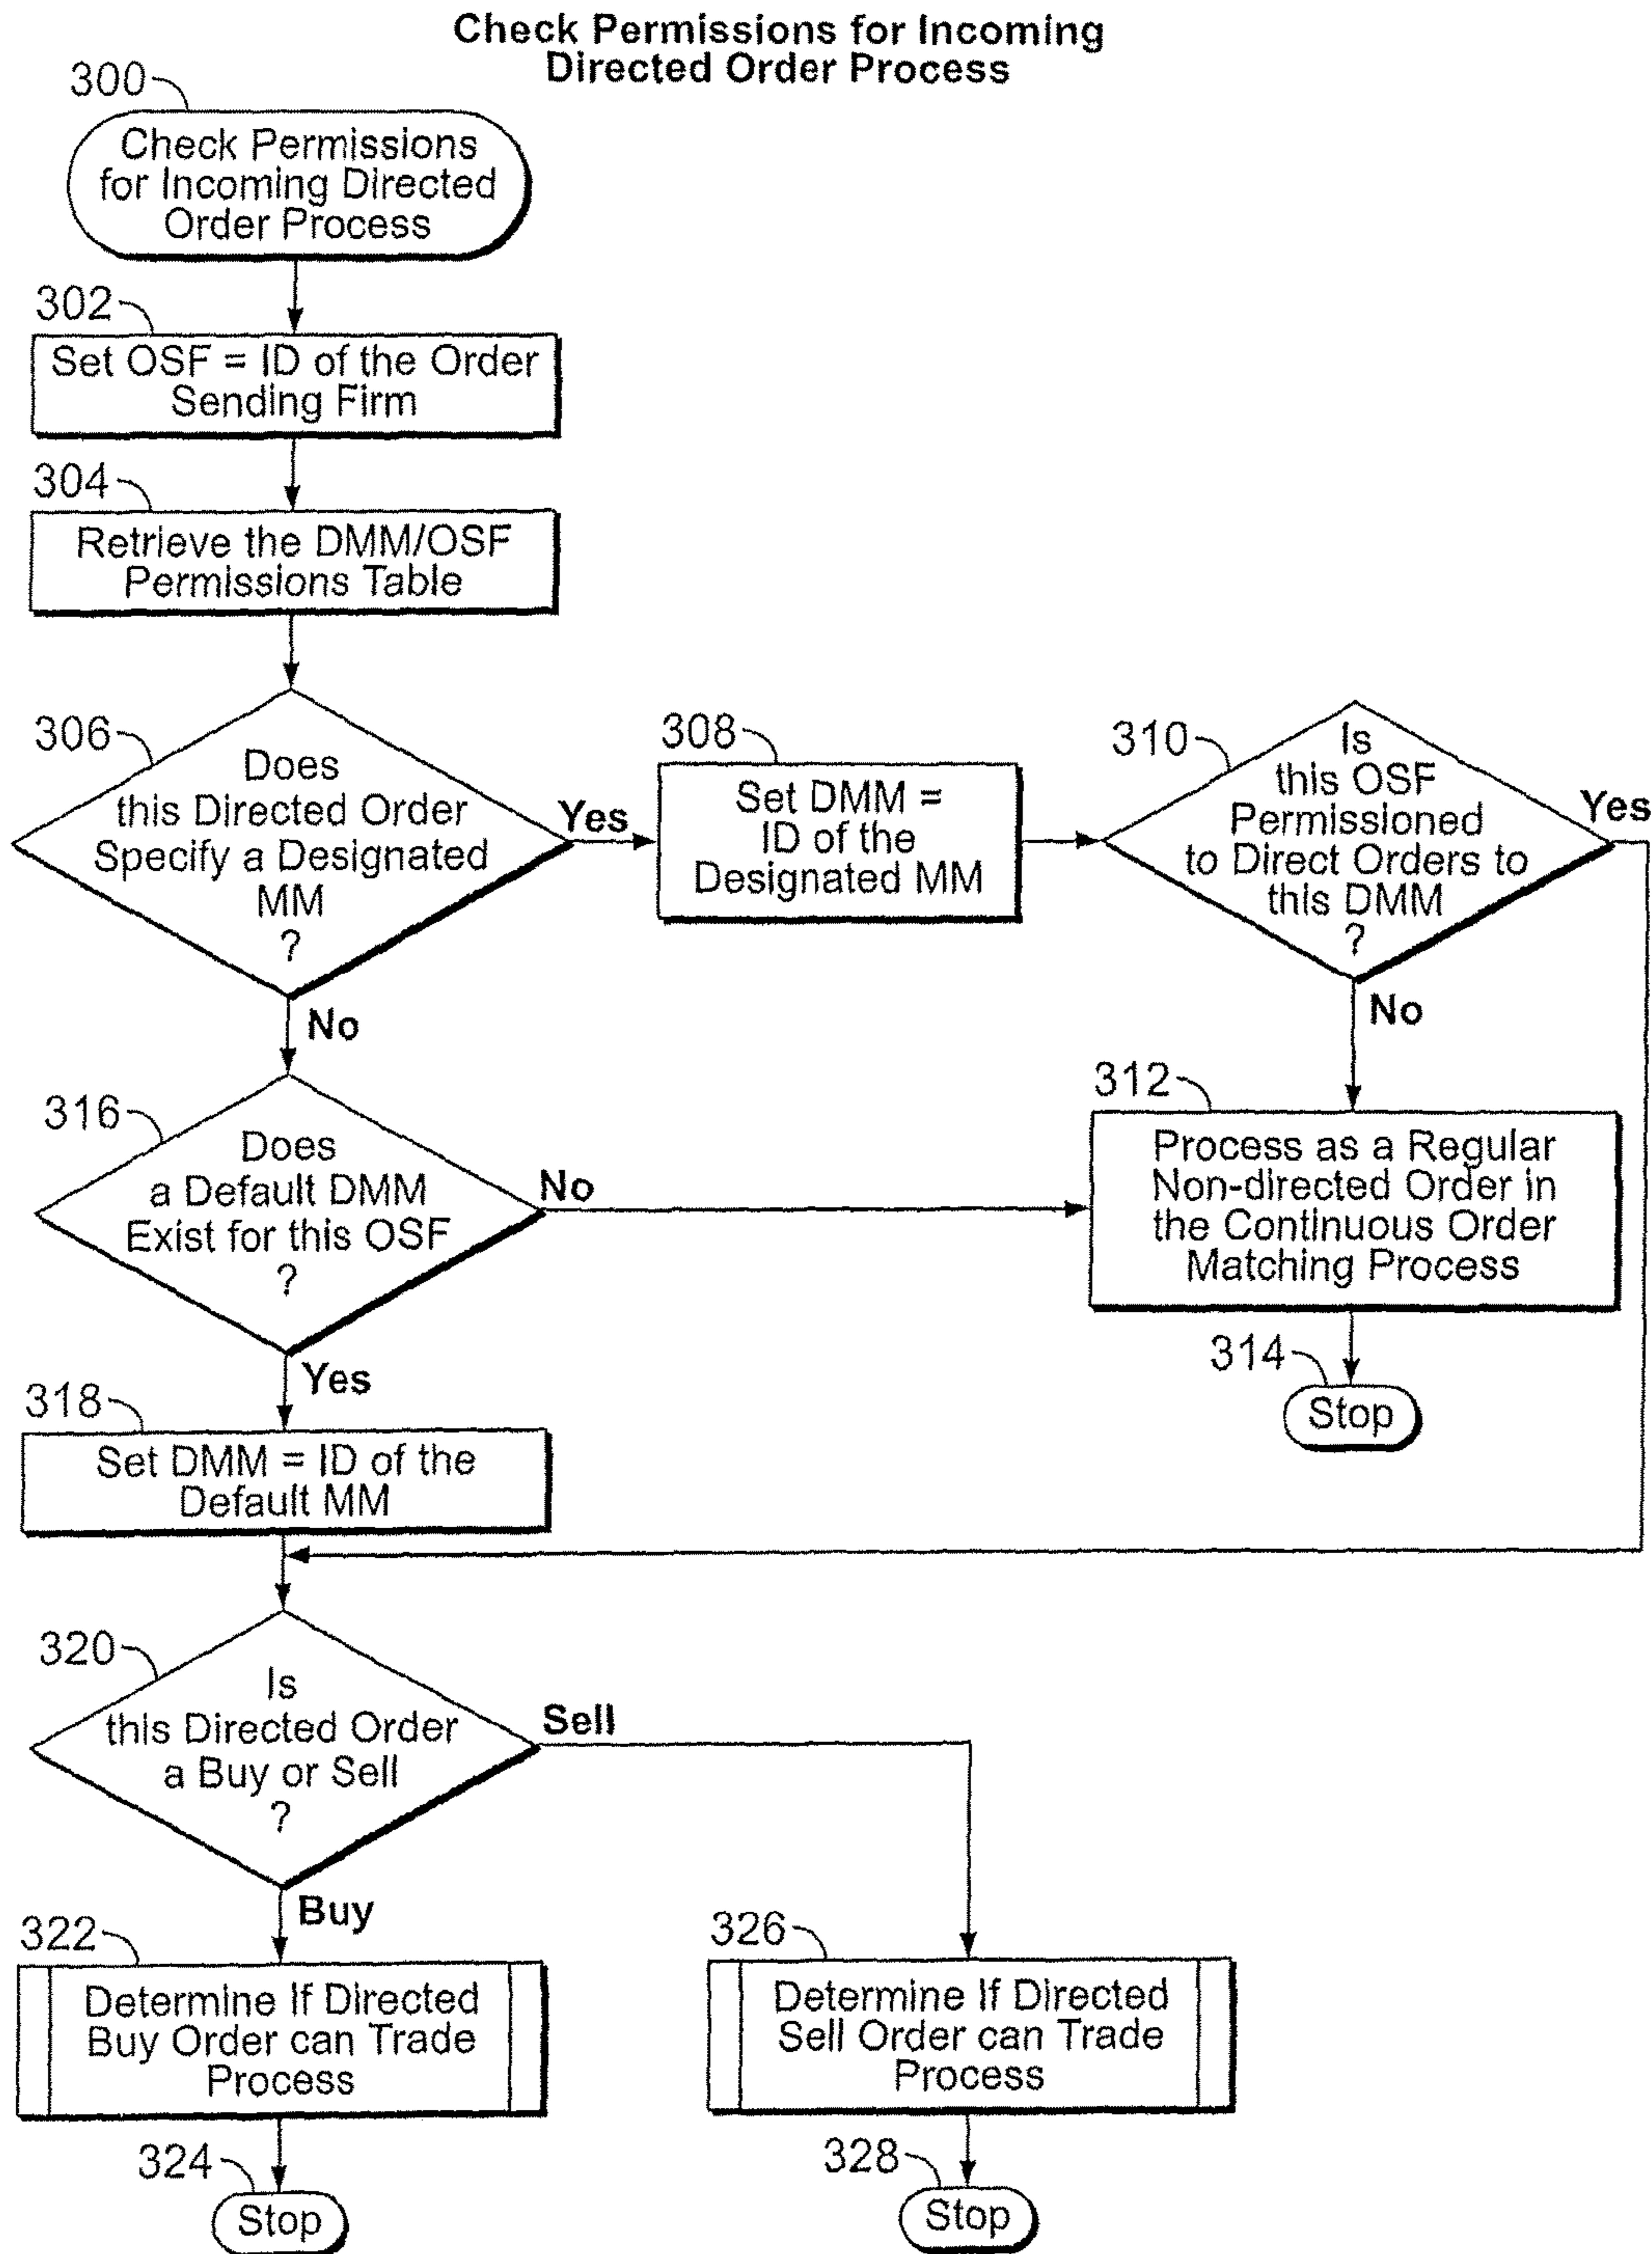 Check Permissions for Incoming
Directed Order Process
300
Check Permissions
for Incoming Directed
Order Process
302
Set OSF = ID of the Order
Sending Firm
304
Retrieve the DMM/OSF
Permissions Table
306
Does
this Directed Order
Specify a Designated
MM
?
Yes
308
Set DMM =
ID of the
Designated MM
310
Is
this OSF
Permissioned
to Direct Orders to
this DMM
?
Yes
No
No
312
Process as a Regular
Non-directed Order in
the Continuous Order
Matching Process
314
Stop
316
Does
a Default DMM
Exist for this OSF
?
No
Yes
318
Set DMM = ID of the
Default MM
320
Is
this Directed Order
a Buy or Sell
?
Sell
Buy
322
Determine If Directed
Buy Order can Trade
Process
324
Stop
326
Determine If Directed
Sell Order can Trade
Process
328
Stop